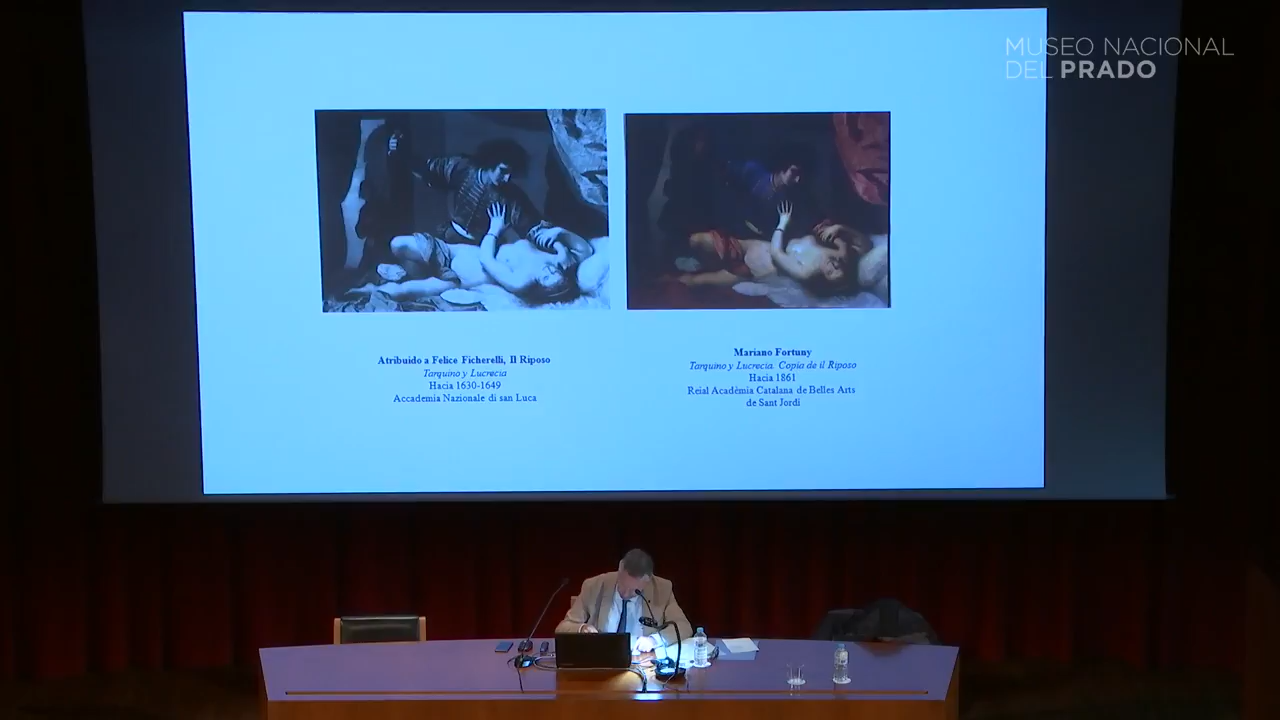 MUSEO NACIONAL
DEL PRADO
Atribuido a Felice Ficherelli, Il Riposo
Tarquino y Lucrecia
Hacia 1630-1649
Accademia Nazionale di san Luca
Mariano Fortuny
Tarquino y Lucrecia. Copia de il Riposo
Hacia 1861
Reial Acadèmia Catalana de Belles Arts
de Sant Jordi